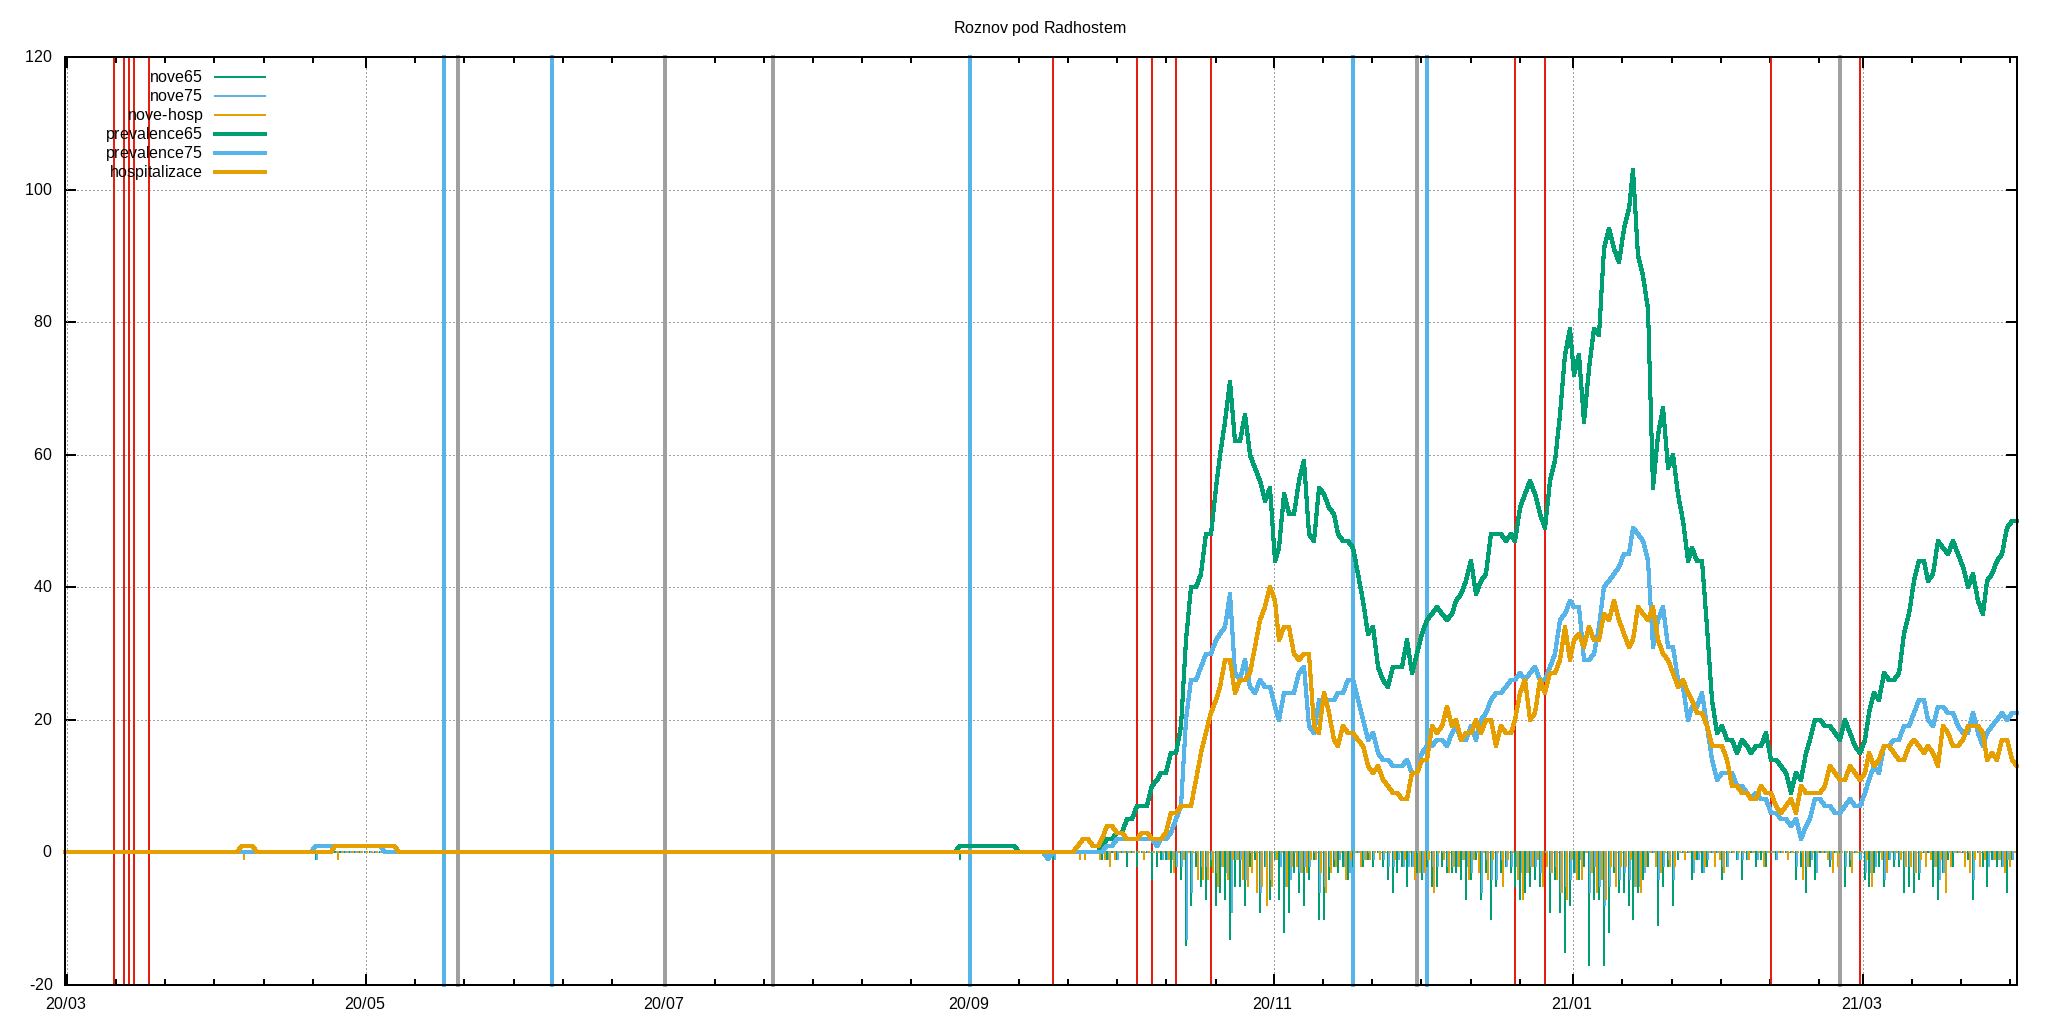 Roznov pod Radhostem
120
100
80
60
40
20
0
-20
nove65
nove75
nove-hosp
prevalence65
prevalence75
hospitalizace
20/03
20/05
20/07
20/09
20/11
21/01
21/03